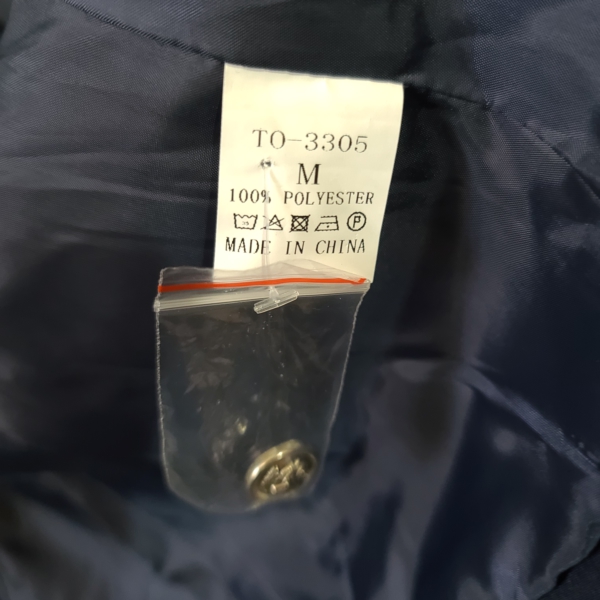 TO-3305
M
100% POLYESTER
P
MADE IN CHINA